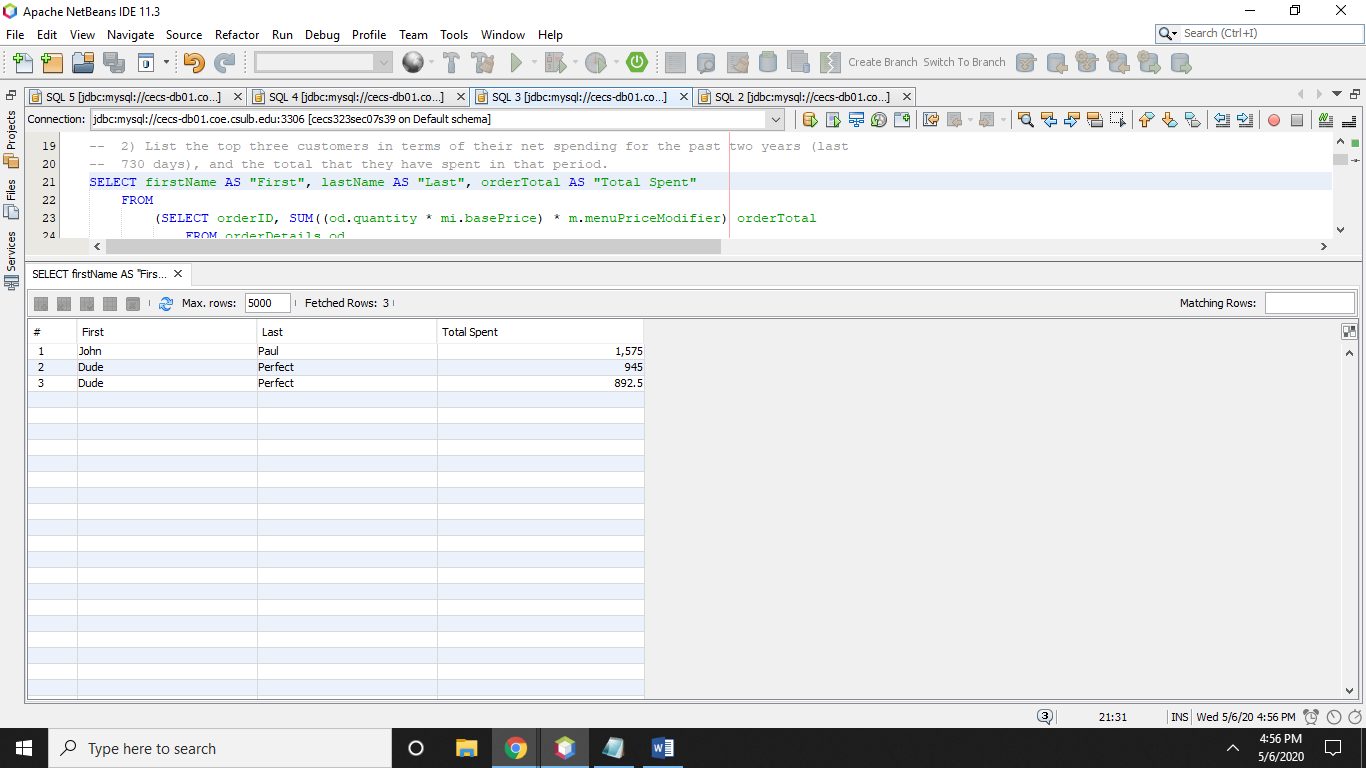 Apache NetBeans IDE 11.3
File Edit View Navigate Source Refactor Run Debug Profile Team Tools Window Help
Search (Ctrl+I)
Create Branch Switch To Branch
SQL 5 [jdbc:mysql://cecs-db01.co...]
SQL 4 [jdbc:mysql://cecs-db01.co...]
SQL 3 [jdbc:mysql://cecs-db01.co...]
SQL 2 [jdbc:mysql://cecs-db01.co...]
Projects
Files
Services
Connection: jdbc:mysql://cecs-db01.coe.csulb.edu:3306 [cecs323sec07s39 on Default schema]
19 -- 2) List the top three customers in terms of their net spending for the past two years (last
20 -- 730 days), and the total that they have spent in that period.
21 SELECT firstName AS "First", lastName AS "Last", orderTotal AS "Total Spent"
22 FROM
23 (SELECT orderID, SUM((od.quantity * mi.basePrice) * m.menuPriceModifier) orderTotal
24 FROM orderDetails od
SELECT firstName AS "Firs...
Max. rows: 5000 Fetched Rows: 3
Matching Rows:
# First Last Total Spent
1 John Paul 1,575
2 Dude Perfect 945
3 Dude Perfect 892.5
3
21:31 INS Wed 5/6/20 4:56 PM
Type here to search
4:56 PM
5/6/2020